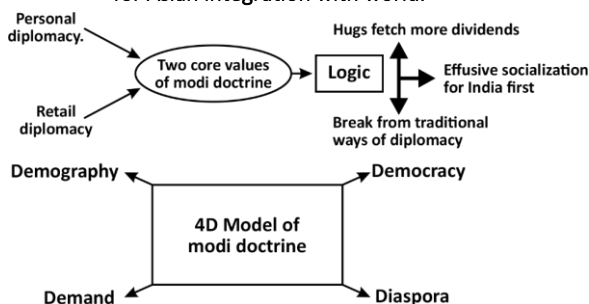 for Asian integration with world.
Personal
diplomacy.
Retail
diplomacy
Two core values
of modi doctrine
Logic
Hugs fetch more dividends
Effusive socialization
for India first
Break from traditional
ways of diplomacy
Demography
Democracy
4D Model of
modi doctrine
Demand
Diaspora